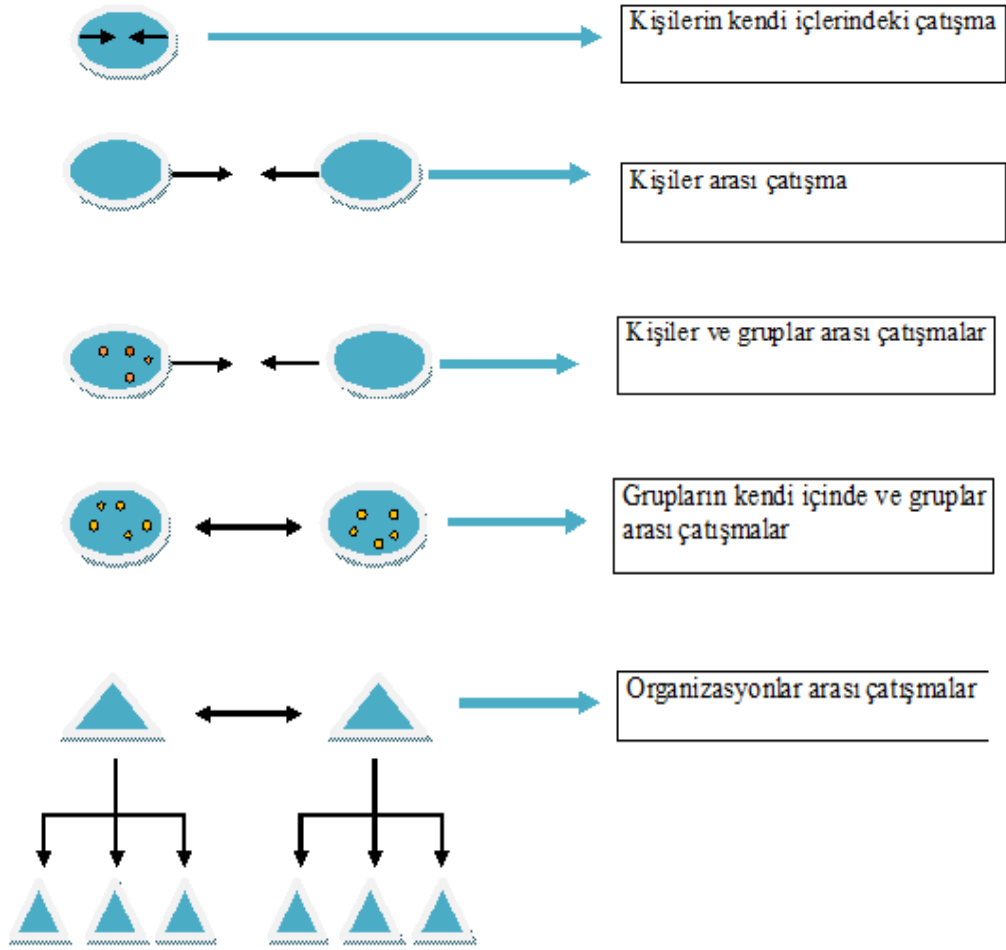 Kişilerin kendi içlerindeki çatışma
Kişiler arası çatışma
Kişiler ve gruplar arası çatışmalar
Grupların kendi içinde ve gruplar
arası çatışmalar
Organizasyonlar arası çatışmalar